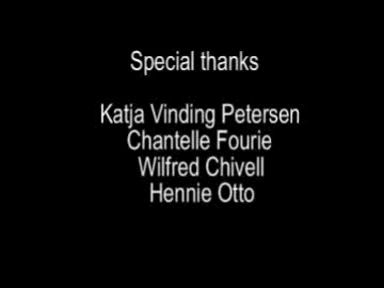 Special thanks
Katja Vinding Petersen
Chantelle Fourie
Wilfred Chivell
Hennie Otto